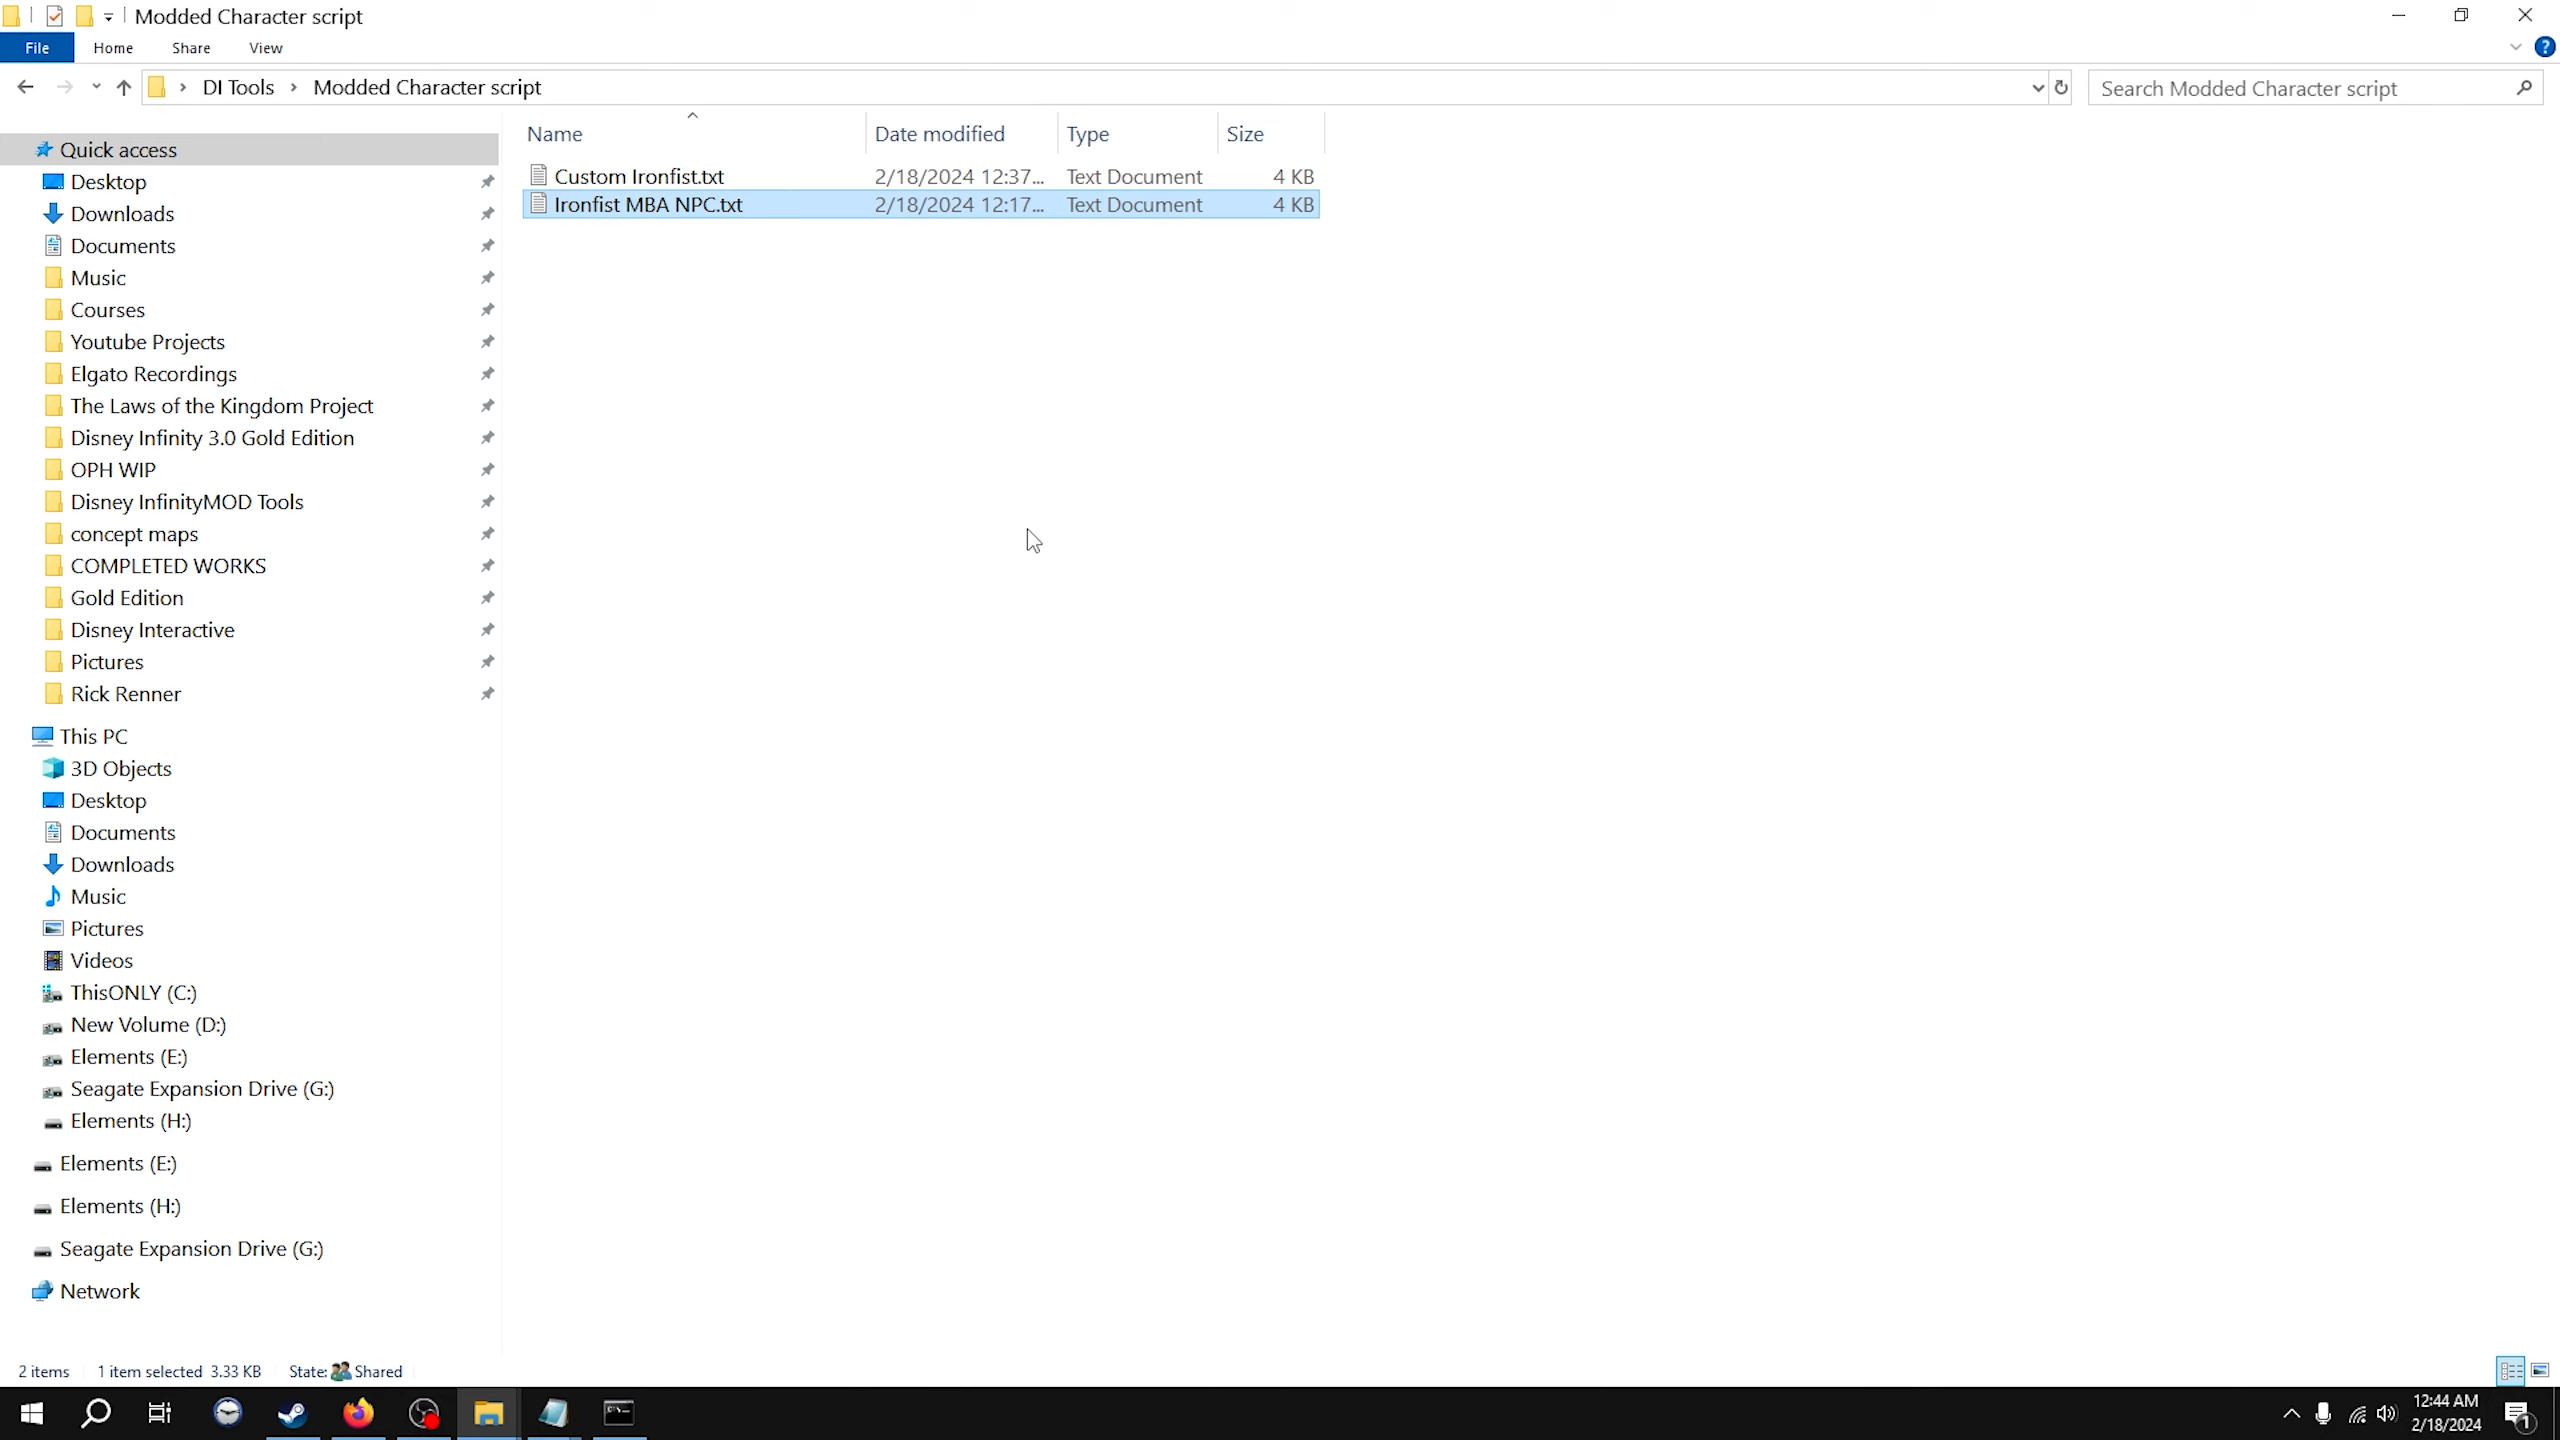 Modded Character script
File Home Share View
DI Tools > Modded Character script
Search Modded Character script
Name Date modified Type Size
Custom Ironfist.txt 2/18/2024 12:37... Text Document 4 KB
Ironfist MBA NPC.txt 2/18/2024 12:17... Text Document 4 KB
Quick access
Desktop
Downloads
Documents
Music
Courses
Youtube Projects
Elgato Recordings
The Laws of the Kingdom Project
Disney Infinity 3.0 Gold Edition
OPH WIP
Disney InfinityMOD Tools
concept maps
COMPLETED WORKS
Gold Edition
Disney Interactive
Pictures
Rick Renner
This PC
3D Objects
Desktop
Documents
Downloads
Music
Pictures
Videos
ThisONLY (C:)
New Volume (D:)
Elements (E:)
Seagate Expansion Drive (G:)
Elements (H:)
Elements (E:)
Elements (H:)
Seagate Expansion Drive (G:)
Network
2 items 1 item selected 3.33 KB State: Shared
12:44 AM
2/18/2024
1